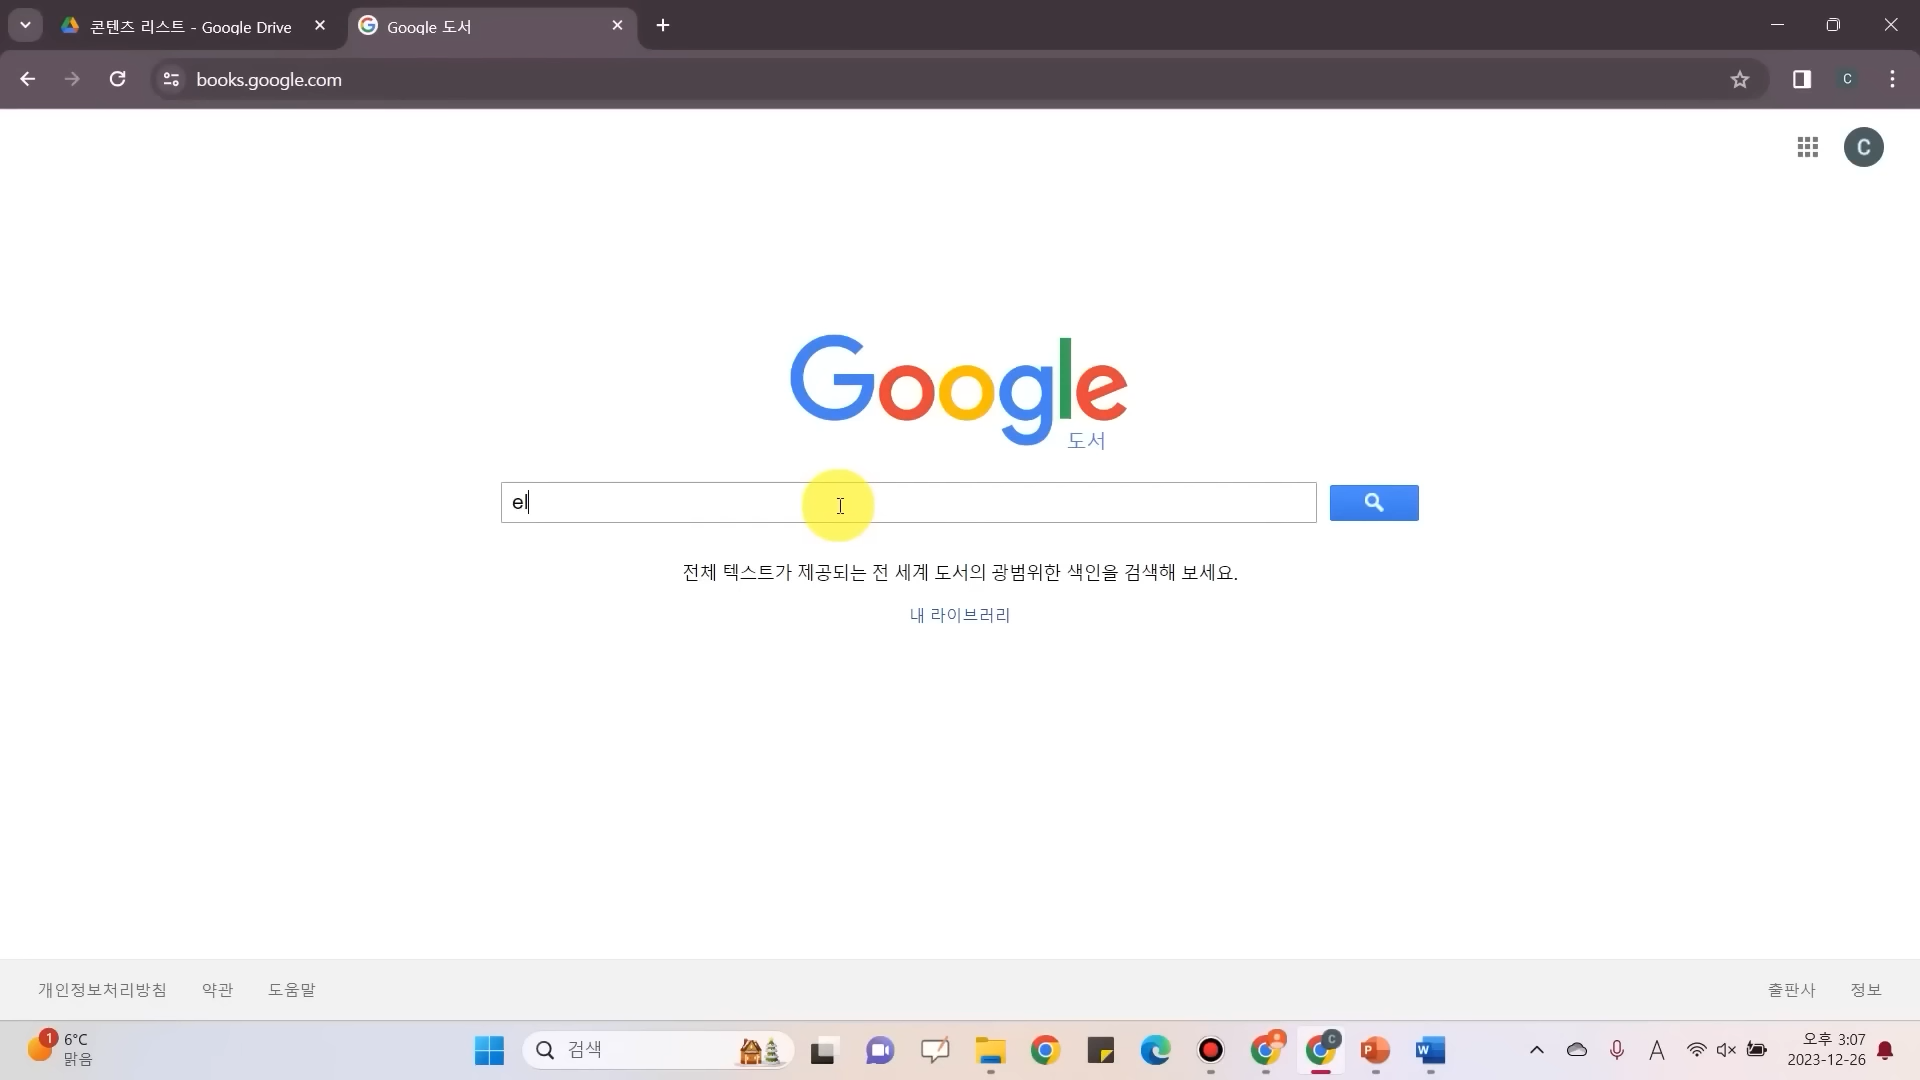 콘텐츠 리스트 - Google Drive
Google 도서
books.google.com
C
C
Google
도서
el
전체 텍스트가 제공되는 전 세계 도서의 광범위한 색인을 검색해 보세요.
내 라이브러리
개인정보처리방침 약관 도움말 출판사 정보
1
6°C
맑음
검색
C
P
W
A
오후 3:07
2023-12-26